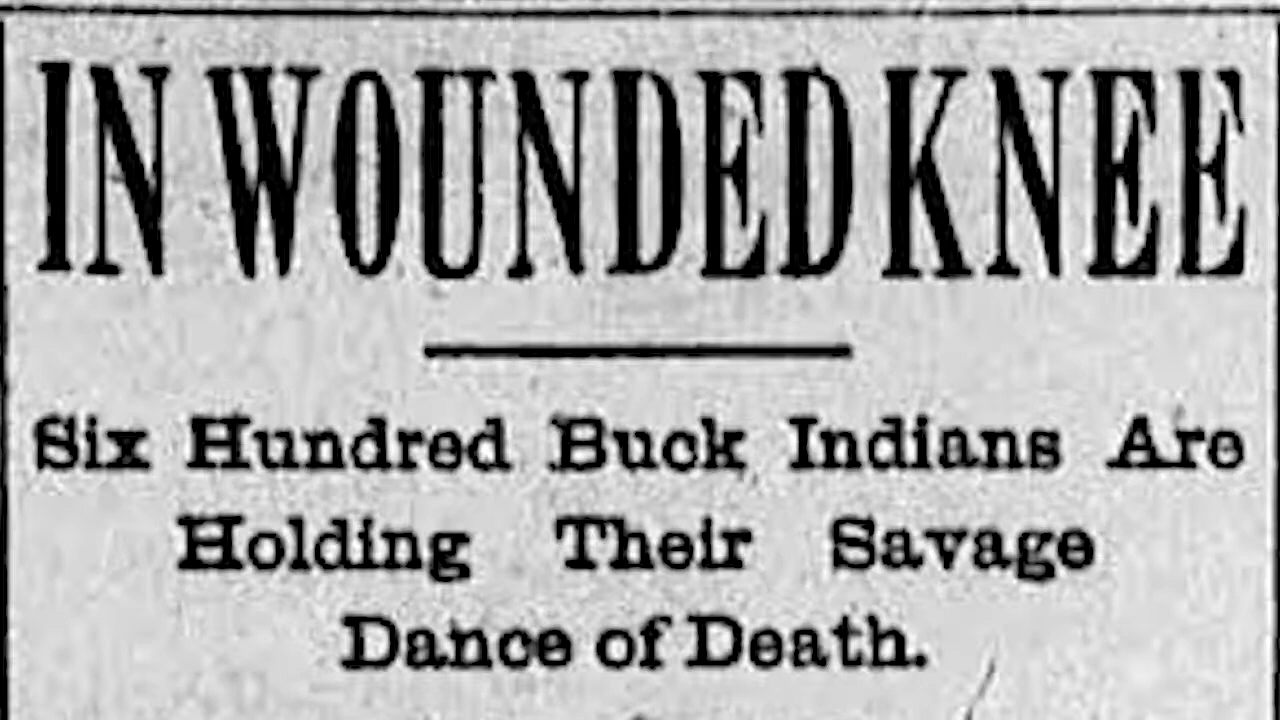 IN WOUNDED KNEE
Six Hundred Buck Indians Are
Holding Their Savage
Dance of Death.